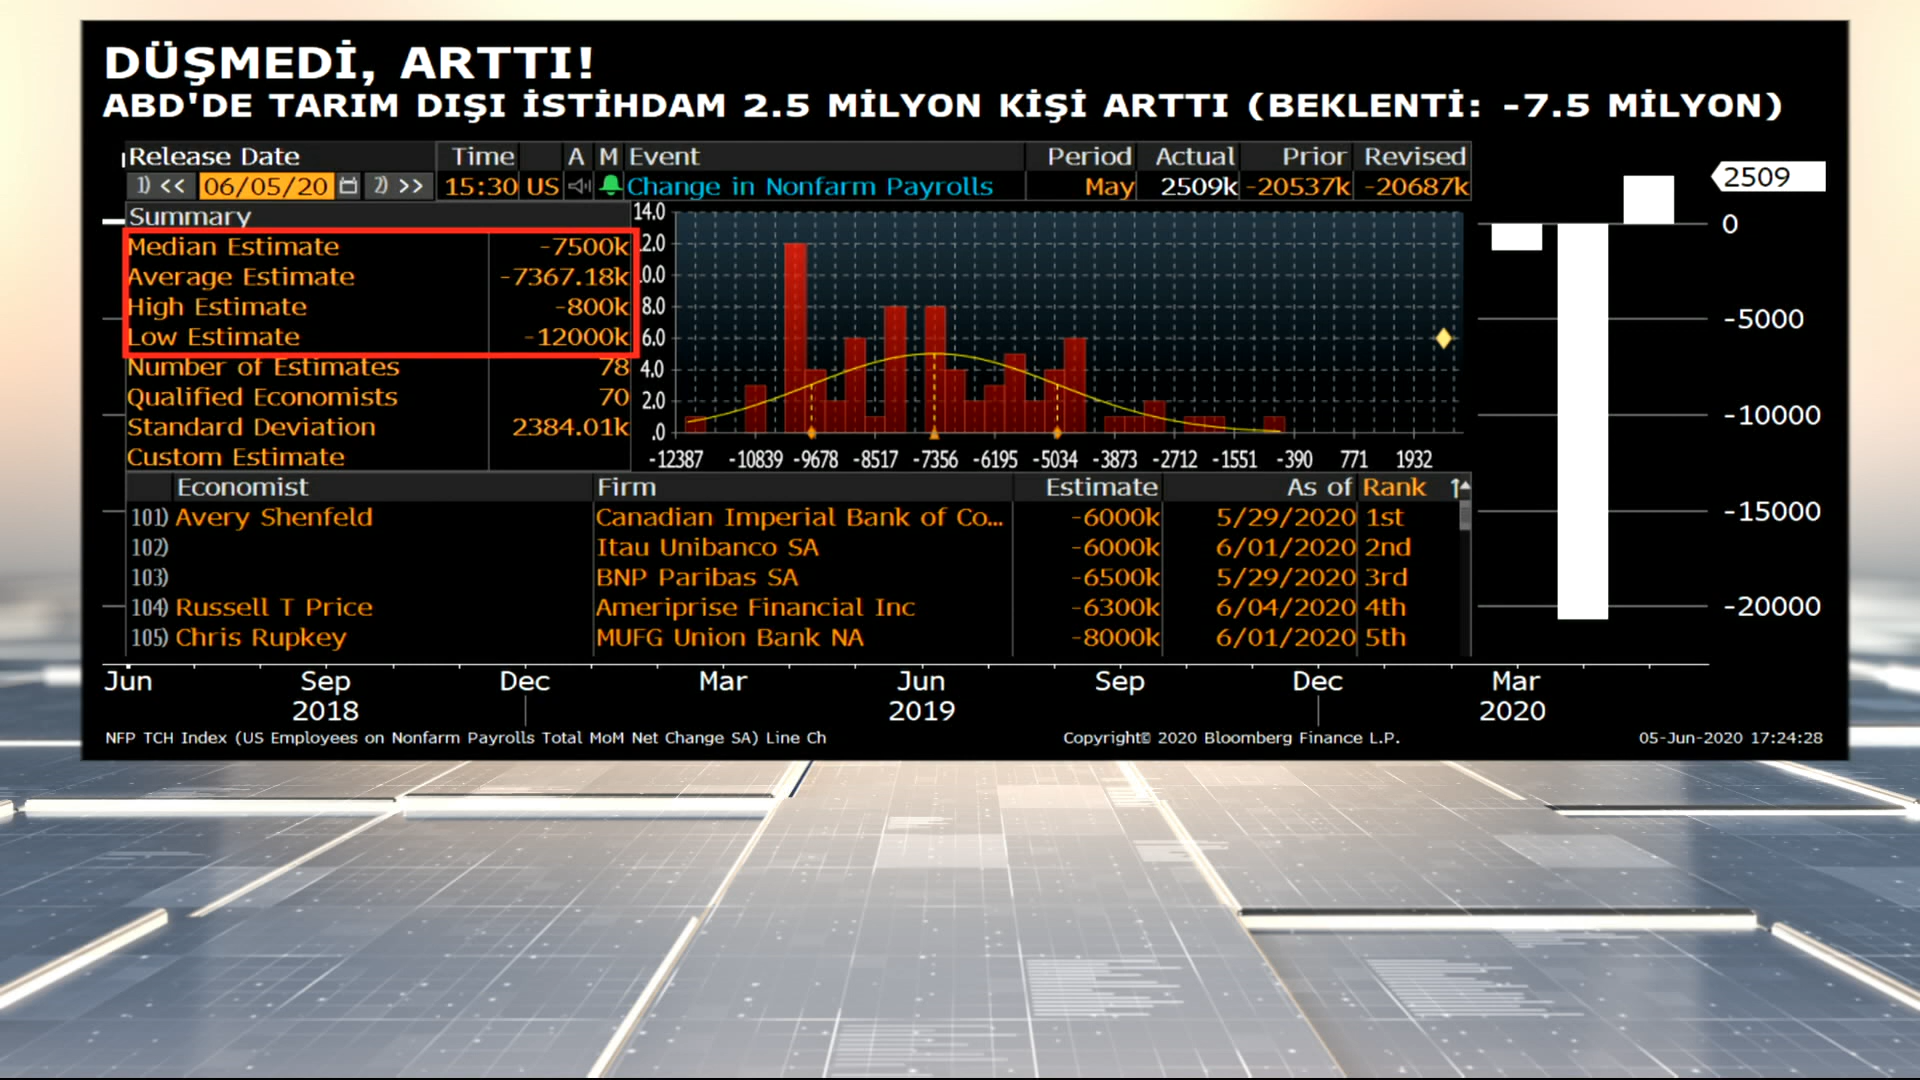 DÜŞMEDİ, ARTTI!
ABD'DE TARIM DIŞI İSTİHDAM 2.5 MİLYON KİŞİ ARTTI (BEKLENTİ: -7.5 MİLYON)
Release Date Time A M Event Period Actual Prior Revised
1) << 06/05/20 2) >> 15:30 US Change in Nonfarm Payrolls May 2509k -20537k -20687k
Summary
Median Estimate -7500k
Average Estimate -7367.18k
High Estimate -800k
Low Estimate -12000k
Number of Estimates 78
Qualified Economists 70
Standard Deviation 2384.01k
Custom Estimate
14.0
2.0
0.0
8.0
6.0
4.0
2.0
.0
-12387 -10839 -9678 -8517 -7356 -6195 -5034 -3873 -2712 -1551 -390 771 1932
Economist Firm Estimate As of Rank
101) Avery Shenfeld Canadian Imperial Bank of Co... -6000k 5/29/2020 1st
102) Itau Unibanco SA -6000k 6/01/2020 2nd
103) BNP Paribas SA -6500k 5/29/2020 3rd
104) Russell T Price Ameriprise Financial Inc -6300k 6/04/2020 4th
105) Chris Rupkey MUFG Union Bank NA -8000k 6/01/2020 5th
2509
0
-5000
-10000
-15000
-20000
Jun Sep Dec Mar Jun Sep Dec Mar
2018 2019 2020
NFP TCH Index (US Employees on Nonfarm Payrolls Total MoM Net Change SA) Line Ch Copyright© 2020 Bloomberg Finance L.P. 05-Jun-2020 17:24:28